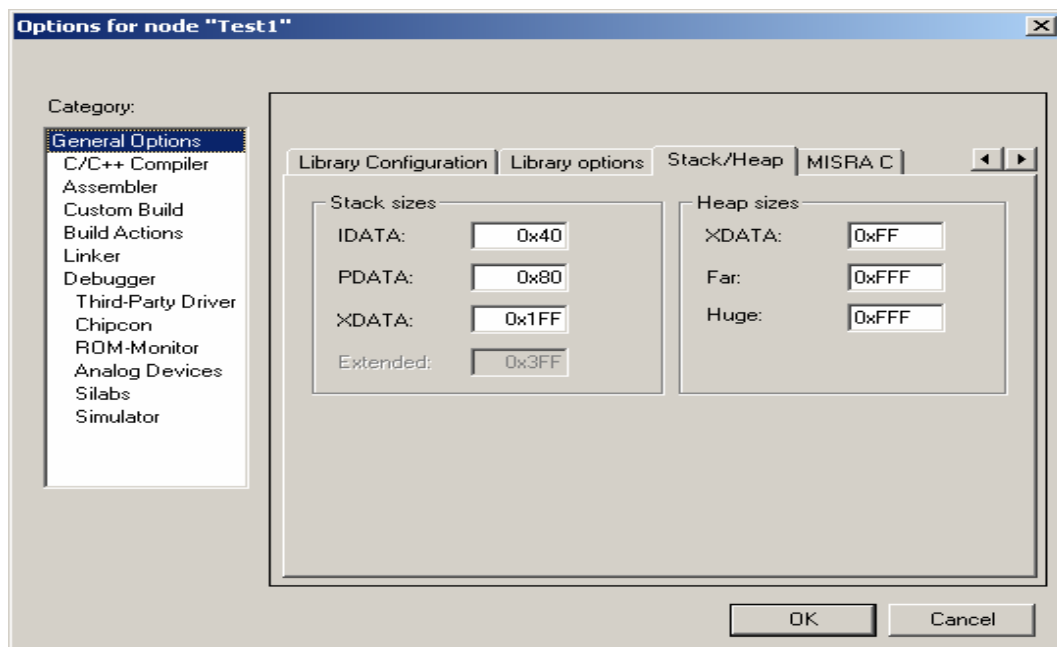 Options for node "Test1"
Category:
General Options
C/C++ Compiler
Assembler
Custom Build
Build Actions
Linker
Debugger
Third-Party Driver
Chipcon
ROM-Monitor
Analog Devices
Silabs
Simulator
Library Configuration
Library options
Stack/Heap
MISRA C
Stack sizes
IDATA: 0x40
PDATA: 0x80
XDATA: 0x1FF
Extended: 0x3FF
Heap sizes
XDATA: 0xFF
Far: 0xFFF
Huge: 0xFFF
OK
Cancel